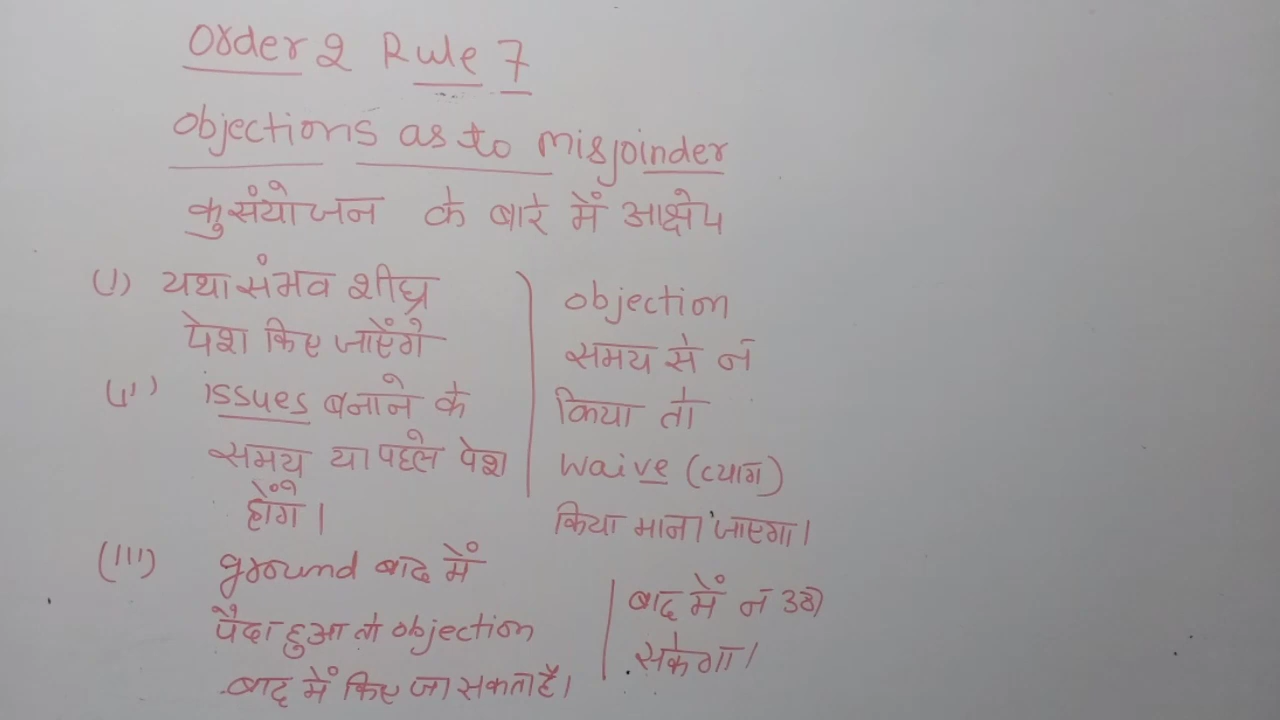 Order 2 Rule 7
Objections as to misjoinder
कुसंयोजन के बारे में आक्षेप
(I) यथा संभव शीघ्र
पेश किए जाएँगे
(II) issues बनाने के
समय या पहले पेश
होंगे।
objection
समय से न
किया तो
waive (त्याग)
किया माना जाएगा।
(III) ground बाद में
पैदा हुआ तो objection
बाद में किए जा सकता है।
बाद में न उठा
सकेगा।